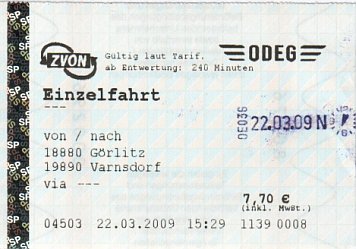 ZVON
Gültig laut Tarif.
ab Entwertung: 240 Minuten
ODEG
Einzelfahrt
---
OE036 22.03.09 N
von / nach
18880 Görlitz
19890 Varnsdorf
via ---
7,70 €
(inkl. MwSt.)
04503 22.03.2009 15:29 1139 0008